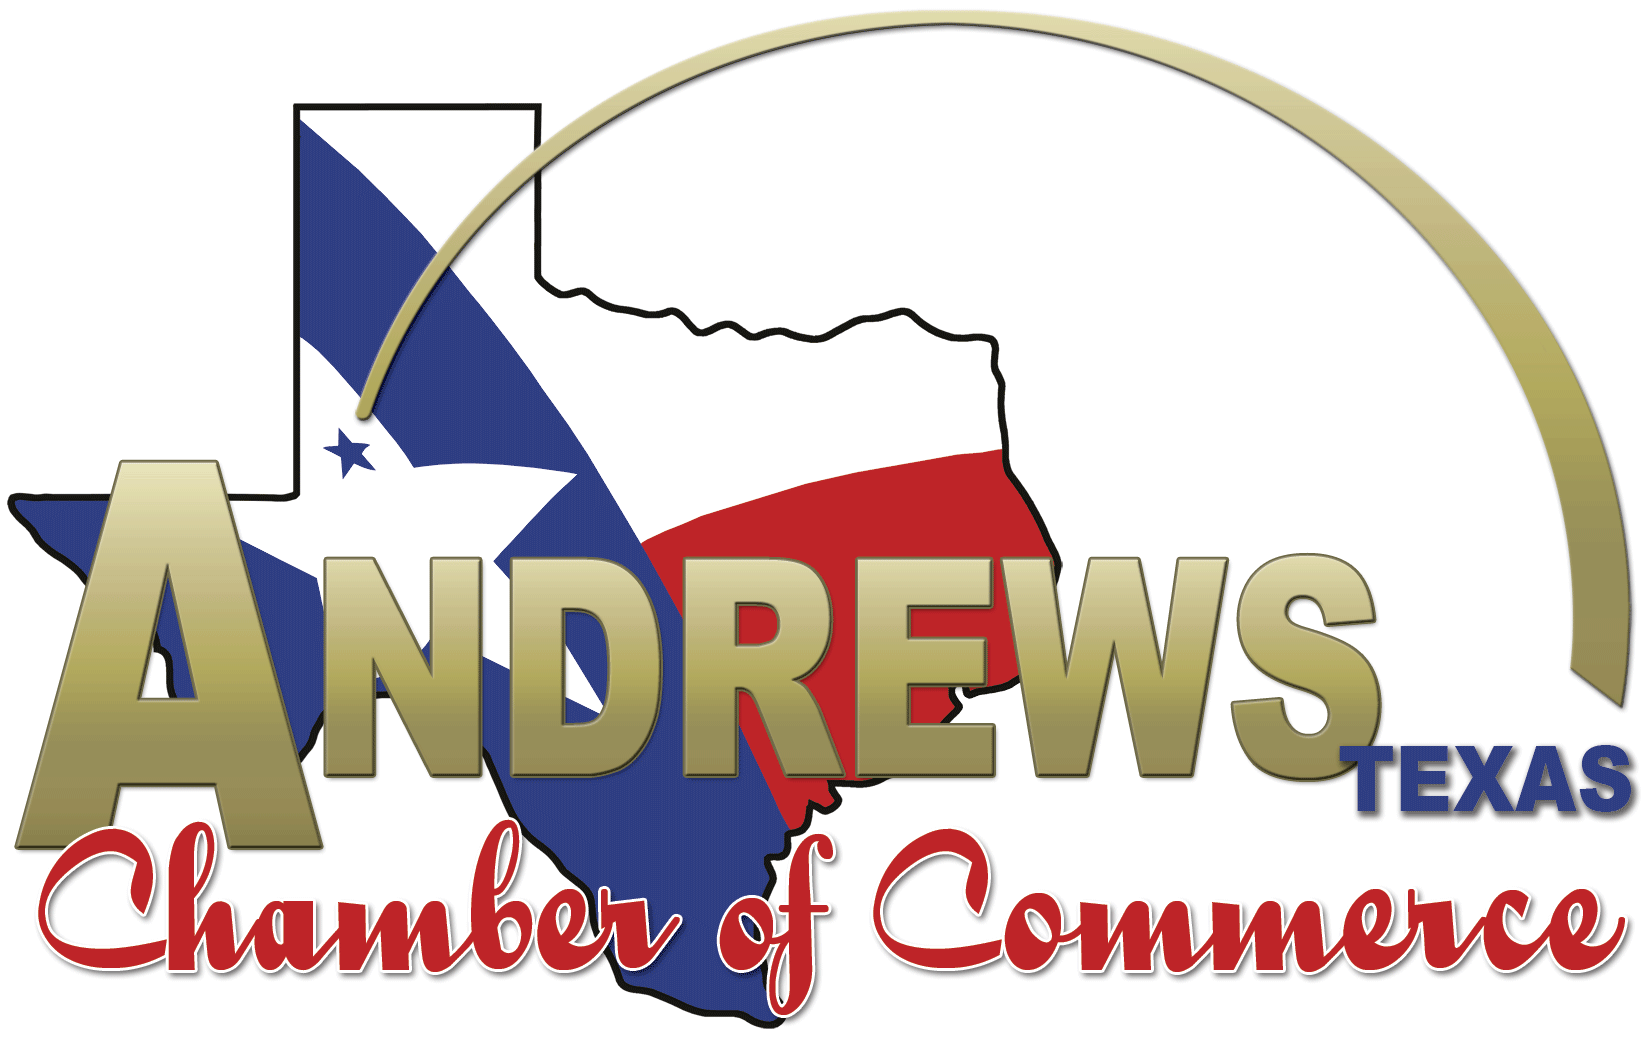 ANDREWS
TEXAS
Chamber of Commerce